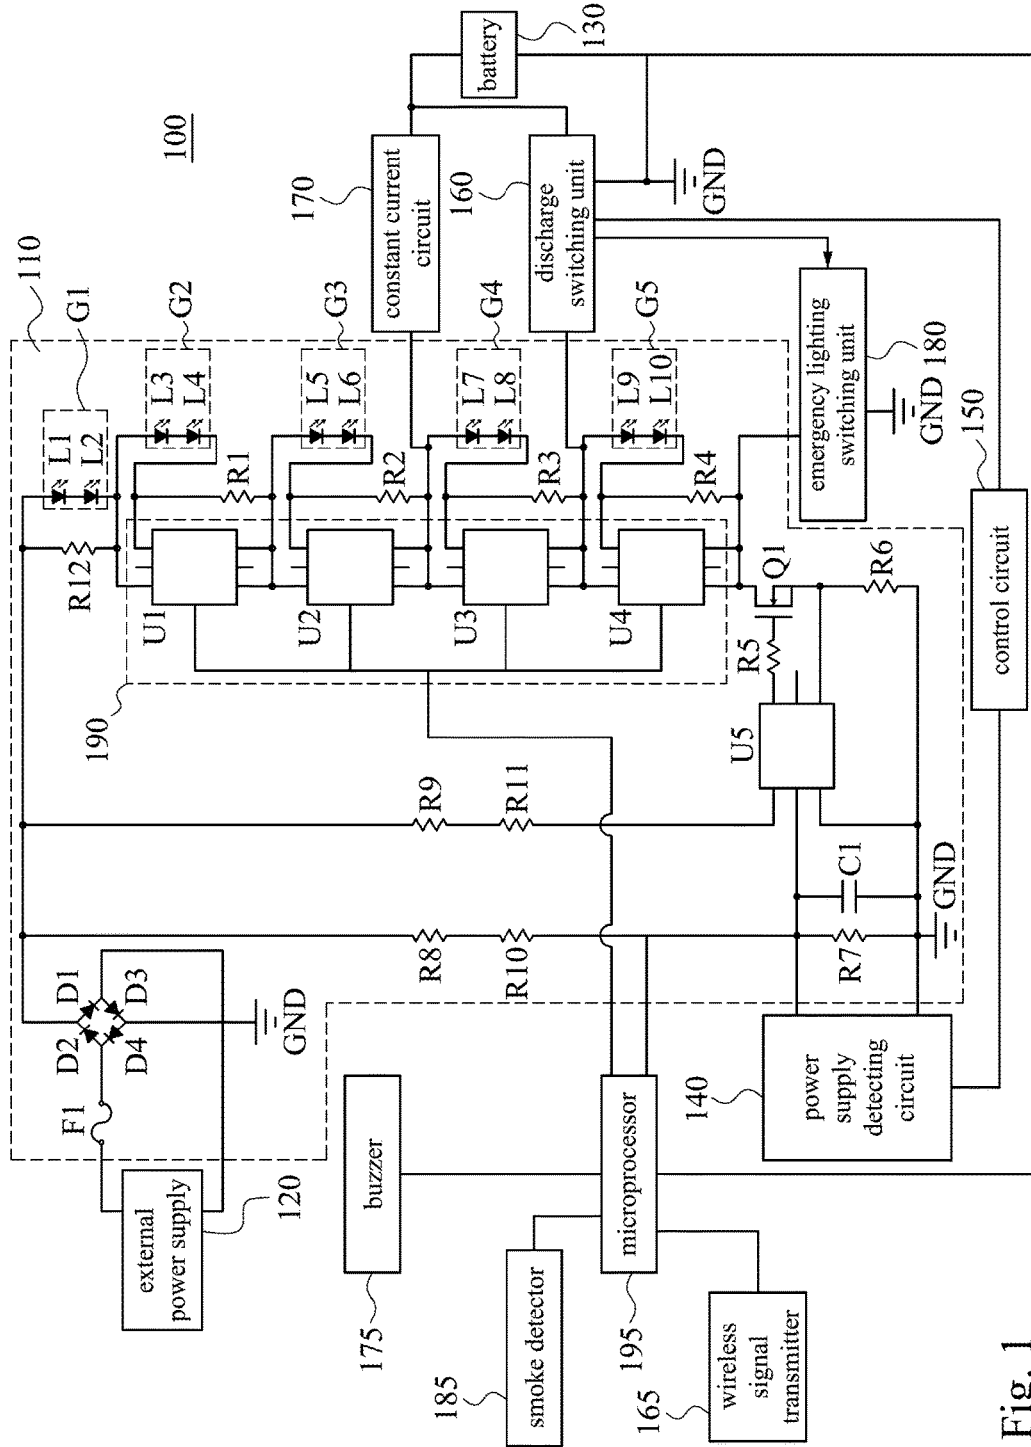 100
110
external
power supply
120
F1
D2
D1
D4
D3
GND
R8
R10
R9
R11
R12
L1
L2
G1
190
U1
U2
U3
U4
R1
R2
R3
R4
L3
L4
G2
L5
L6
G3
L7
L8
G4
L9
L10
G5
constant current
circuit
170
discharge
switching unit
160
battery
130
GND
emergency lighting
switching unit
180
GND
buzzer
175
smoke detector
185
microprocessor
195
wireless
signal
transmitter
165
power
supply
detecting
circuit
140
R7
C1
GND
U5
R5
Q1
R6
control circuit
150
Fig. 1